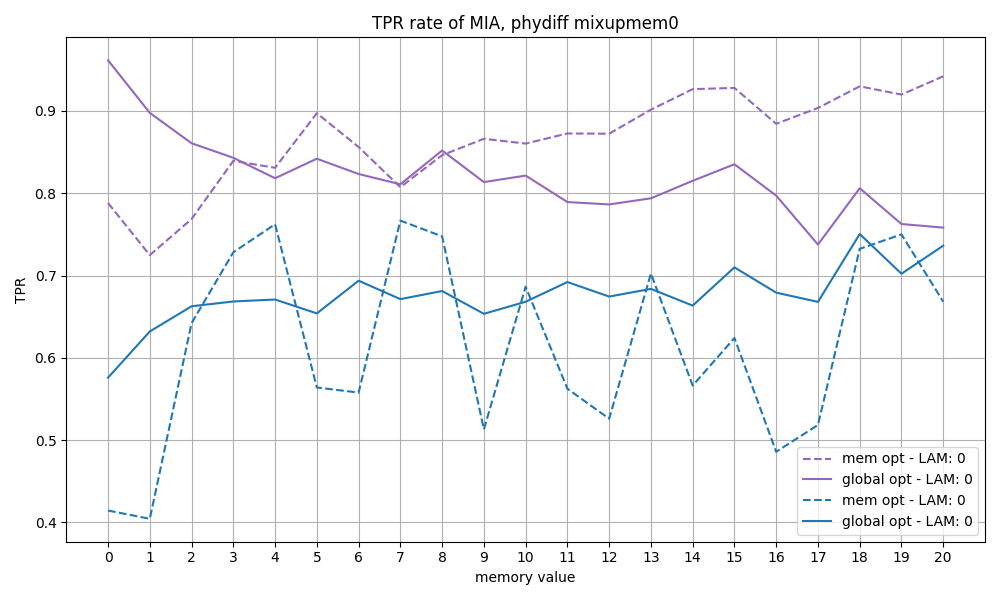 TPR rate of MIA, phydiff mixupmem0
TPR
0.9
0.8
0.7
0.6
0.5
0.4
mem opt - LAM: 0
global opt - LAM: 0
mem opt - LAM: 0
global opt - LAM: 0
0 1 2 3 4 5 6 7 8 9 10 11 12 13 14 15 16 17 18 19 20
memory value